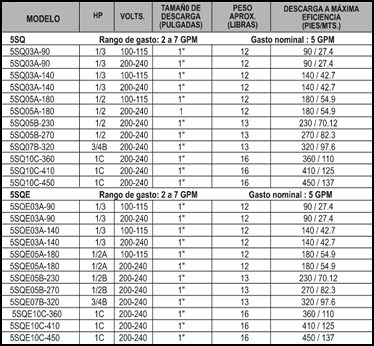 MODELO HP VOLTS. TAMAÑO DE DESCARGA (PULGADAS) PESO APROX. (LIBRAS) DESCARGA A MÁXIMA EFICIENCIA (PIES/MTS.)
5SQ Rango de gasto: 2 a 7 GPM Gasto nominal : 5 GPM
5SQ03A-90 1/3 100-115 1" 12 90 / 27.4
5SQ03A-90 1/3 200-240 1" 12 90 / 27.4
5SQ03A-140 1/3 100-115 1" 12 140 / 42.7
5SQ03A-140 1/3 200-240 1" 12 140 / 42.7
5SQ05A-180 1/2 100-115 1" 12 180 / 54.9
5SQ05A-180 1/2 200-240 1 12 180 / 54.9
5SQ05B-230 1/2 200-240 1" 13 230 / 70.12
5SQ05B-270 1/2 200-240 1" 13 270 / 82.3
5SQ07B-320 3/4B 200-240 1" 13 320 / 97.6
5SQ10C-360 1C 200-240 1" 16 360 / 110
5SQ10C-410 1C 200-240 1" 16 410 / 125
5SQ10C-450 1C 200-240 1" 16 450 / 137
5SQE Rango de gasto: 2 a 7 GPM Gasto nominal : 5 GPM
5SQE03A-90 1/3 100-115 1" 12 90 / 27.4
5SQE03A-90 1/3 200-240 1" 12 90 / 27.4
5SQE03A-140 1/3 100-115 1" 12 140 / 42.7
5SQE03A-140 1/3 200-240 1" 12 140 / 42.7
5SQE05A-180 1/2A 100-115 1" 12 180 / 54.9
5SQE05A-180 1/2A 200-240 1" 12 180 / 54.9
5SQE05B-230 1/2B 200-240 1" 13 230 / 70.12
5SQE05B-270 1/2B 200-240 1" 13 270 / 82.3
5SQE07B-320 3/4B 200-240 1" 13 320 / 97.6
5SQE10C-360 1C 200-240 1" 16 360 / 110
5SQE10C-410 1C 200-240 1" 16 410 / 125
5SQE10C-450 1C 200-240 1" 16 450 / 137